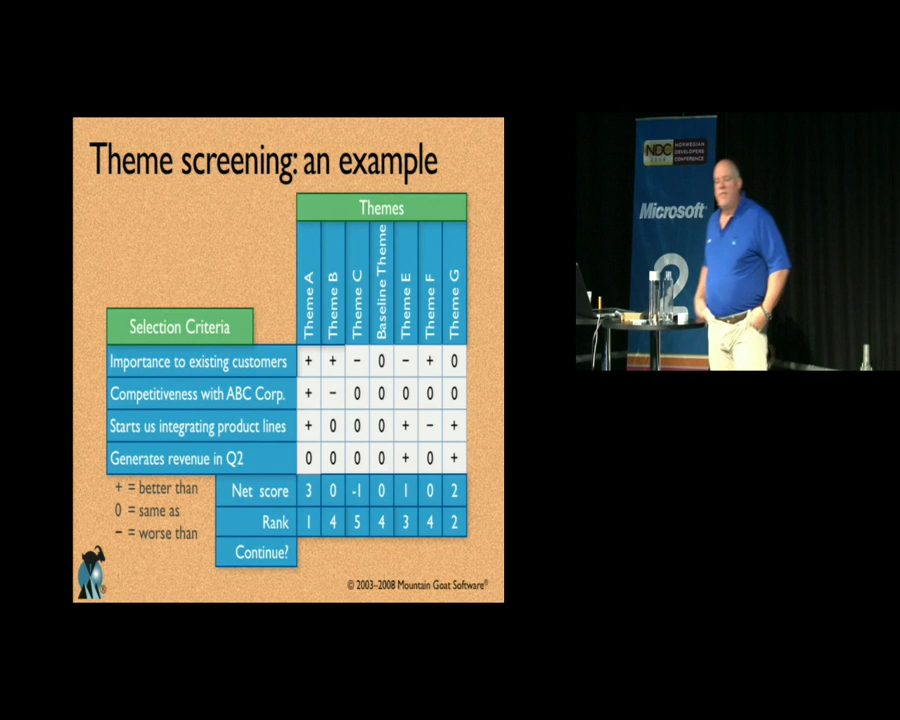 Theme screening: an example
Themes
Theme A
Theme B
Theme C
Baseline Theme
Theme E
Theme F
Theme G
Selection Criteria
Importance to existing customers + + − 0 − + 0
Competitiveness with ABC Corp. + − 0 0 0 0 0
Starts us integrating product lines + 0 0 0 + − +
Generates revenue in Q2 0 0 0 0 + 0 +
Net score 3 0 -1 0 1 0 2
Rank 1 4 5 4 3 4 2
Continue?
+ = better than
0 = same as
− = worse than
© 2003–2008 Mountain Goat Software®
NDC
NORWEGIAN
DEVELOPERS
CONFERENCE
Microsoft
2